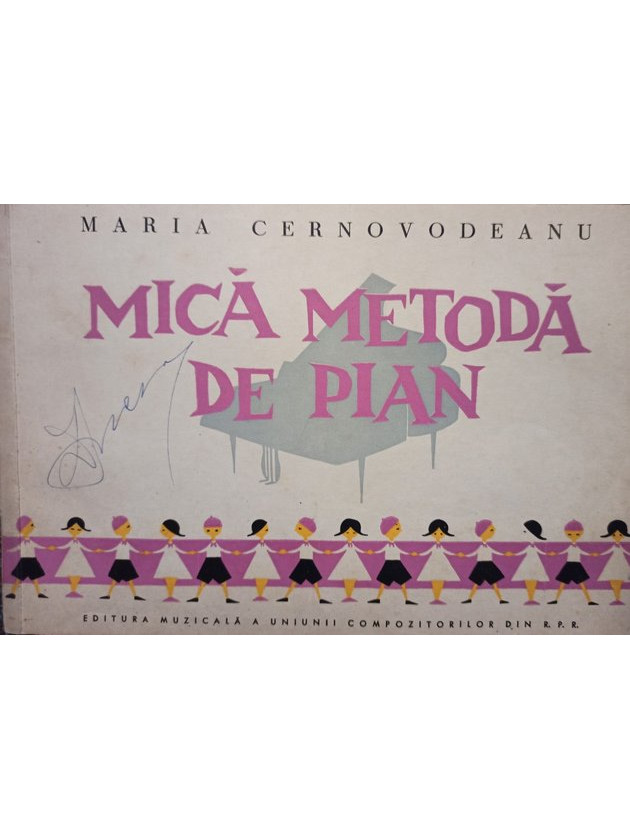 MARIA CERNOVODEANU
MICĂ METODĂ
DE PIAN
EDITURA MUZICALĂ A UNIUNII COMPOZITORILOR DIN R. P. R.